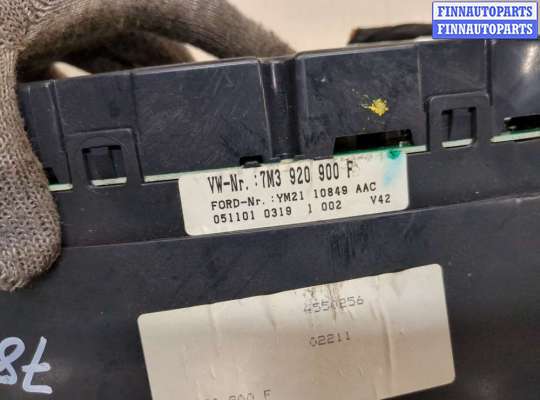 FINNAUTOPARTS
FINNAUTOPARTS
VW-Nr.:7M3 920 900 F
FORD-Nr.:YM21 10849 AAC
051101 0319 1 002 V42
4550256
02211
900 F
78